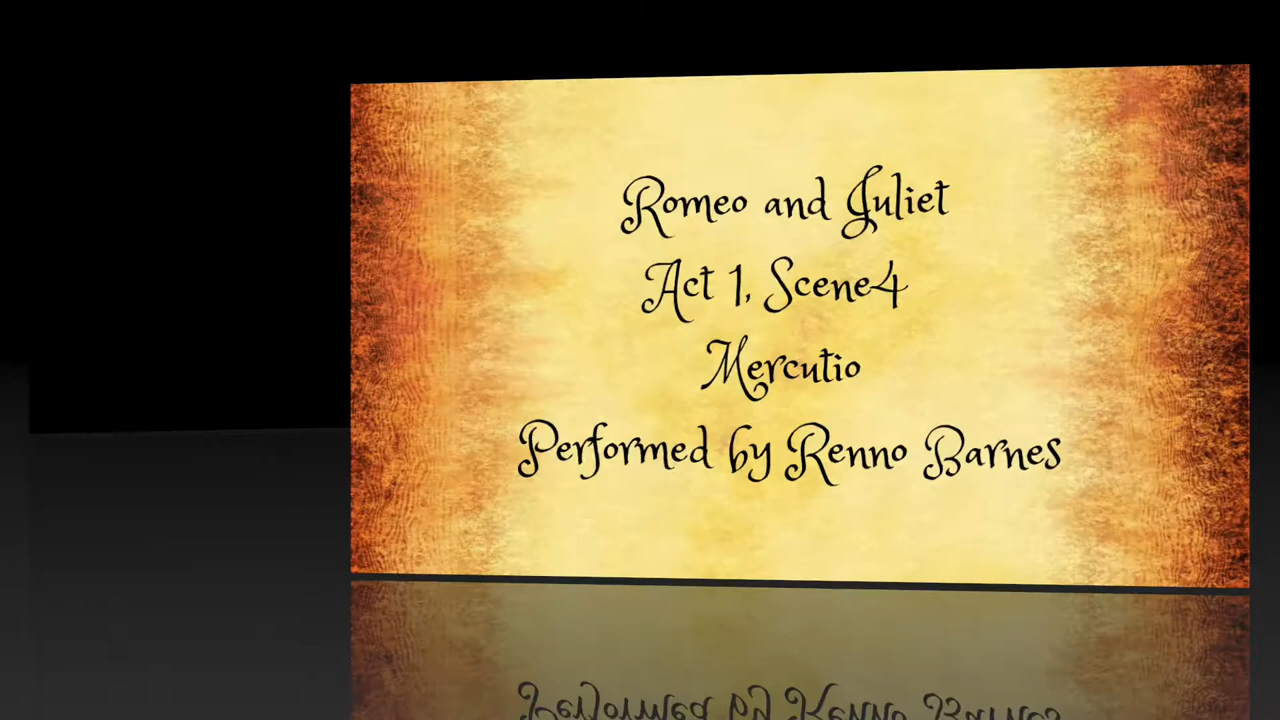 Romeo and Juliet
Act 1, Scene4
Mercutio
Performed by Renno Barnes